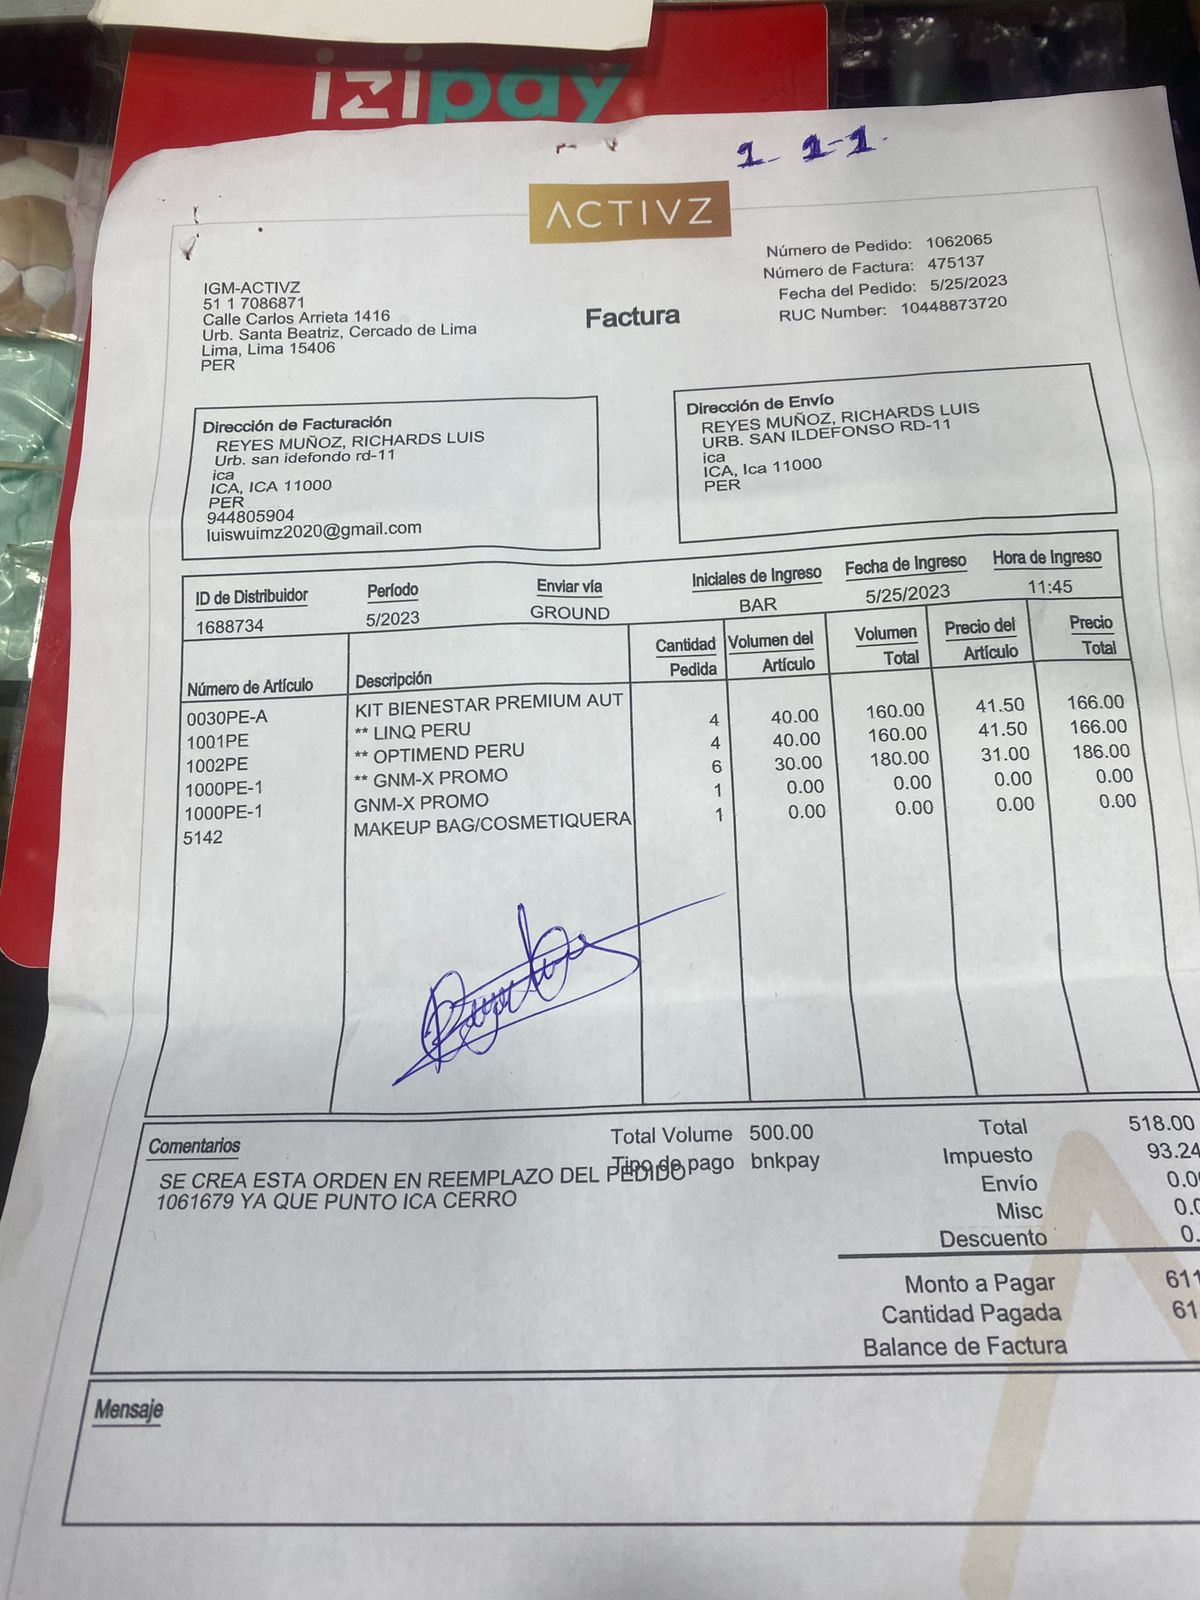 izipay
1- 1-1-
ACTIVZ
Número de Pedido: 1062065
Número de Factura: 475137
Fecha del Pedido: 5/25/2023
RUC Number: 10448873720
IGM-ACTIVZ
51 1 7086871
Calle Carlos Arrieta 1416
Urb. Santa Beatriz, Cercado de Lima
Lima, Lima 15406
PER
Factura
Dirección de Facturación
REYES MUÑOZ, RICHARDS LUIS
Urb. san idefondo rd-11
ica
ICA, ICA 11000
PER
944805904
luiswuimz2020@gmail.com
Dirección de Envío
REYES MUÑOZ, RICHARDS LUIS
URB. SAN ILDEFONSO RD-11
ica
ICA, Ica 11000
PER
ID de Distribuidor Período Enviar vía Iniciales de Ingreso Fecha de Ingreso Hora de Ingreso
1688734 5/2023 GROUND BAR 5/25/2023 11:45
Número de Artículo Descripción Cantidad Pedida Volumen del Artículo Volumen Total Precio del Artículo Precio Total
0030PE-A KIT BIENESTAR PREMIUM AUT
1001PE ** LINQ PERU 4 40.00 160.00 41.50 166.00
1002PE ** OPTIMEND PERU 4 40.00 160.00 41.50 166.00
1000PE-1 ** GNM-X PROMO 6 30.00 180.00 31.00 186.00
1000PE-1 GNM-X PROMO 1 0.00 0.00 0.00 0.00
5142 MAKEUP BAG/COSMETIQUERA 1 0.00 0.00 0.00 0.00
Comentarios
SE CREA ESTA ORDEN EN REEMPLAZO DEL PEDIDO
1061679 YA QUE PUNTO ICA CERRO
Total Volume 500.00
Tipo de pago bnkpay
Total 518.00
Impuesto 93.24
Envío 0.0
Misc 0.0
Descuento 0.
Monto a Pagar 611
Cantidad Pagada 61
Balance de Factura
Mensaje